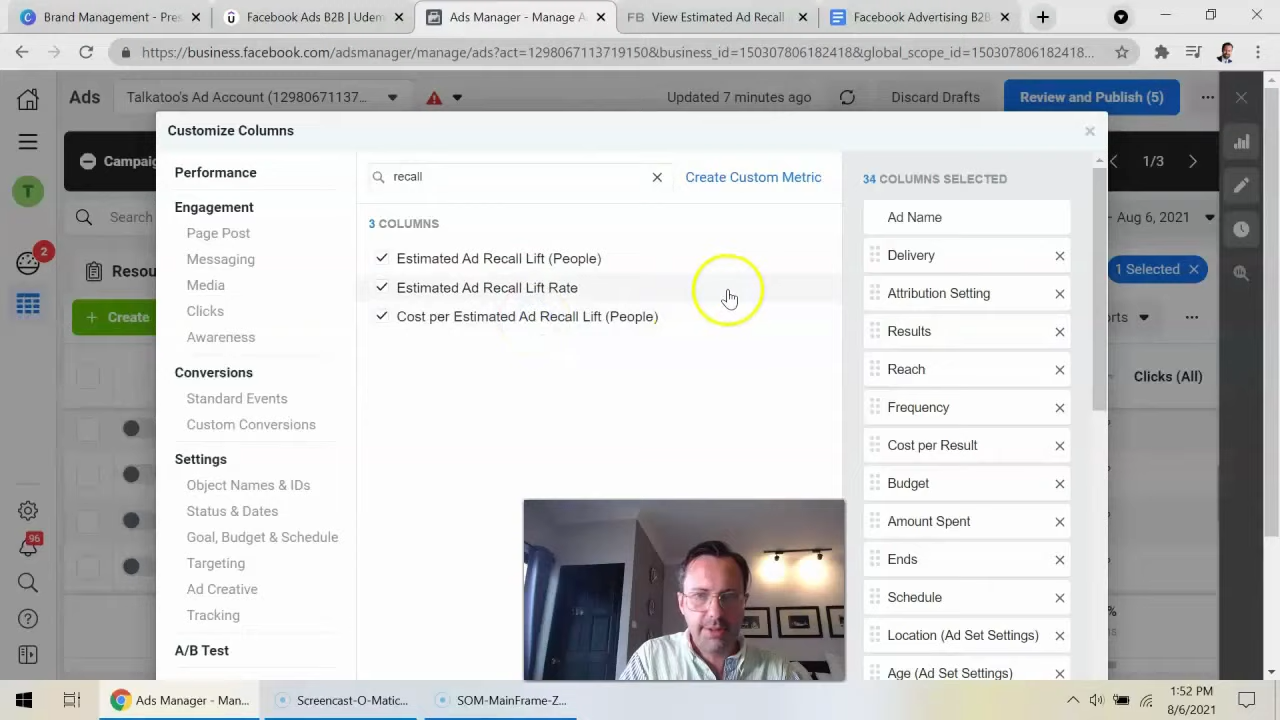 Campaign and Ad Nami
Facebook B2B | Udem
Ads Manager - Manage A
FB View Estimated Ad Recall
Facebook Advertising B2B
https://business.facebook.com/adsmanager/manage/ads?act=1298067113719150&business_id=150307806182418&global_scope_id=150307806182418...
Ads
Talkatoo's Ad Account (12980671137...
Updated 7 minutes ago
Discard Drafts
Review and Publish (5)
Customize Columns
Campaig
1/3
T
Search
- Aug 6, 2021
2
Resou
1 Selected
+ Create
orts
Clicks (All)
96
Performance
Engagement
Page Post
Messaging
Media
Clicks
Awareness
Conversions
Standard Events
Custom Conversions
Settings
Object Names & IDs
Status & Dates
Goal, Budget & Schedule
Targeting
Ad Creative
Tracking
A/B Test
recall
Create Custom Metric
3 COLUMNS
Estimated Ad Recall Lift (People)
Estimated Ad Recall Lift Rate
Cost per Estimated Ad Recall Lift (People)
34 COLUMNS SELECTED
Ad Name
Delivery
Attribution Setting
Results
Reach
Frequency
Cost per Result
Budget
Amount Spent
Ends
Schedule
Location (Ad Set Settings)
Age (Ad Set Settings)
%
Ads Manager - Man...
Screencast-O-Matic...
SOM-MainFrame-Z...
1:52 PM
8/6/2021